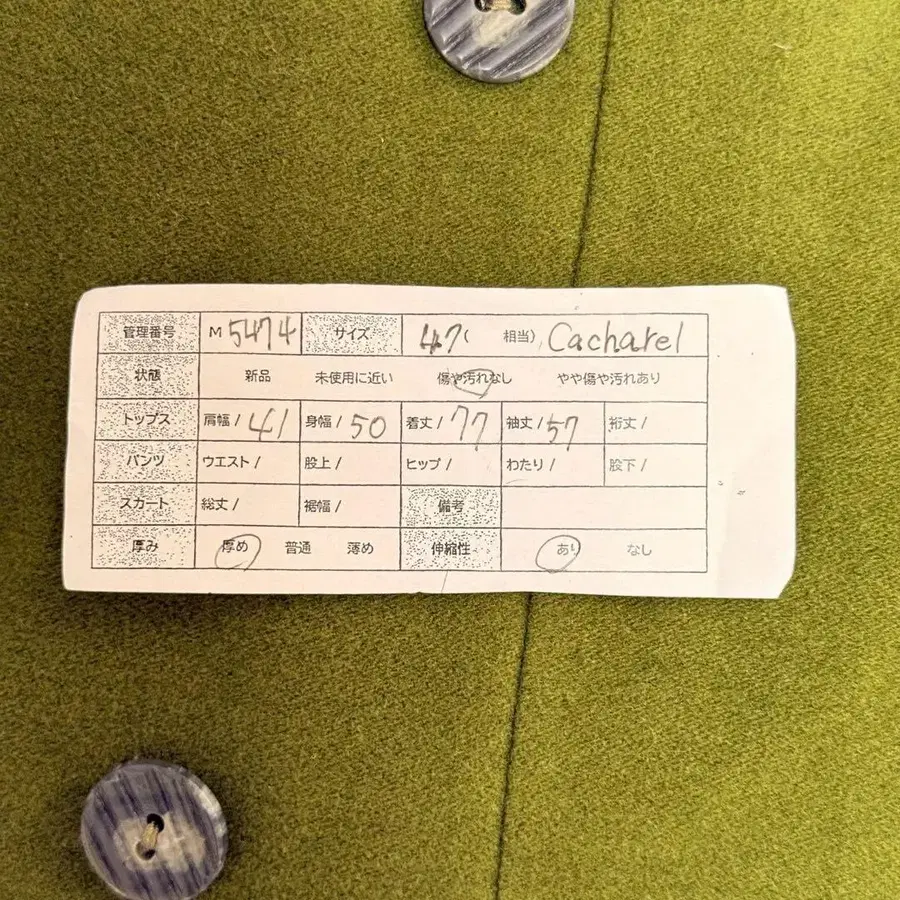 管理番号 M 5474 サイズ 47( 相当) Cacharel
状態 新品 未使用に近い 傷や汚れなし やや傷や汚れあり
トップス 肩幅 / 41 身幅 / 50 着丈 / 77 袖丈 / 57 裄丈 /
パンツ ウエスト / 股上 / ヒップ / わたり / 股下 /
スカート 総丈 / 裾幅 / 備考
厚み 厚め 普通 薄め 伸縮性 あり なし